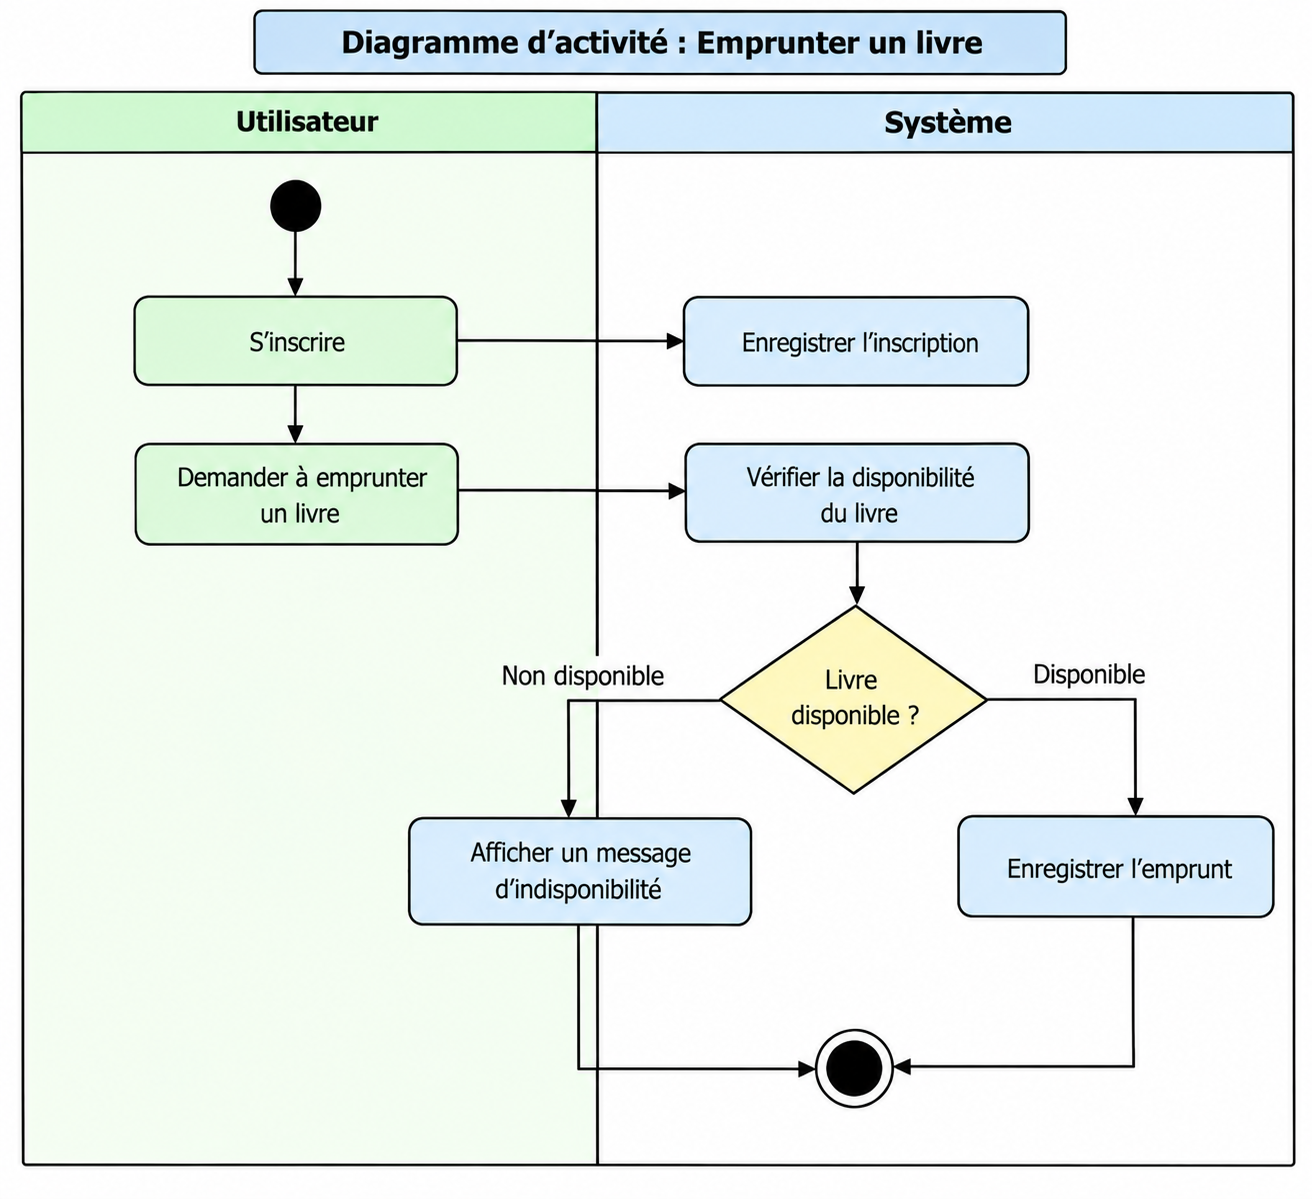 Diagramme d’activité : Emprunter un livre
Utilisateur
Système
S’inscrire
Enregistrer l’inscription
Demander à emprunter
un livre
Vérifier la disponibilité
du livre
Livre
disponible ?
Non disponible
Disponible
Afficher un message
d’indisponibilité
Enregistrer l’emprunt